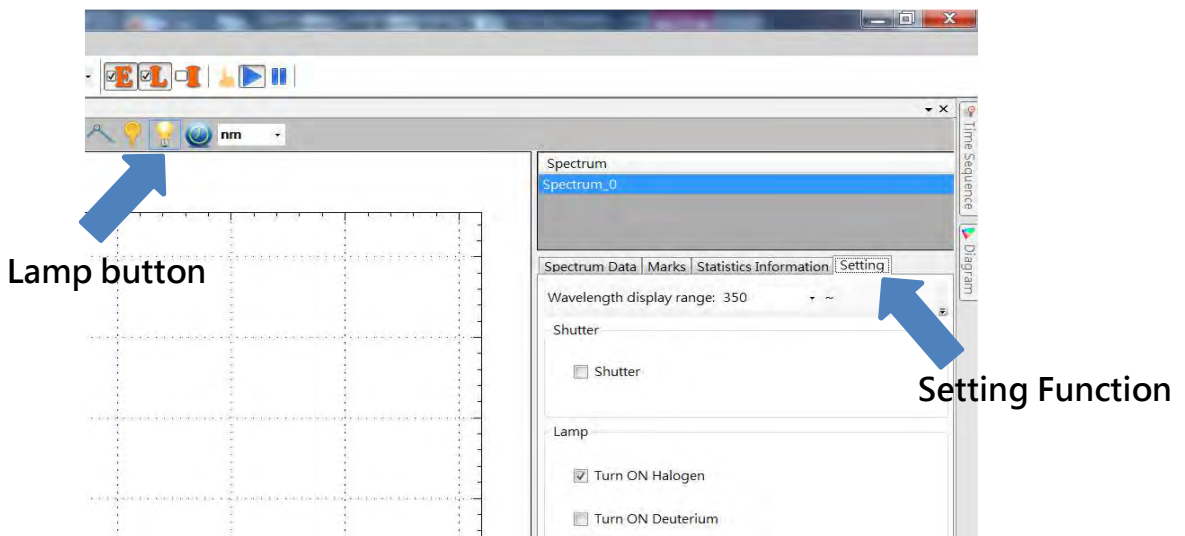 E L I
nm
Time Sequence
Spectrum
Spectrum_0
Diagram
Lamp button
Spectrum Data Marks Statistics Information Setting
Wavelength display range: 350 ~
Shutter
Shutter
Setting Function
Lamp
Turn ON Halogen
Turn ON Deuterium